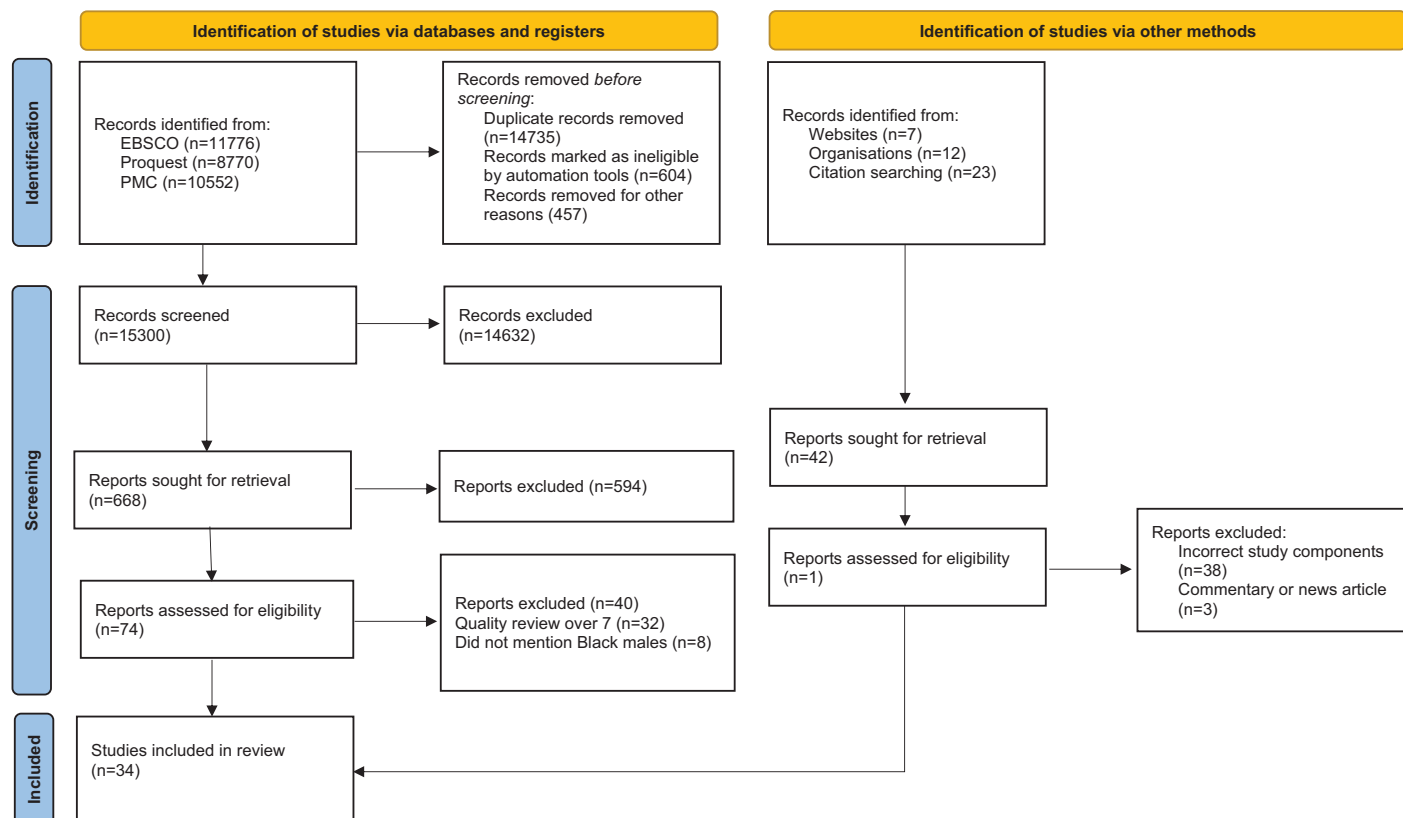 Identification of studies via databases and registers
Identification of studies via other methods
Identification
Records identified from:
EBSCO (n=11776)
Proquest (n=8770)
PMC (n=10552)
Records removed before
screening:
Duplicate records removed
(n=14735)
Records marked as ineligible
by automation tools (n=604)
Records removed for other
reasons (457)
Records identified from:
Websites (n=7)
Organisations (n=12)
Citation searching (n=23)
Screening
Records screened
(n=15300)
Records excluded
(n=14632)
Reports sought for retrieval
(n=668)
Reports excluded (n=594)
Reports sought for retrieval
(n=42)
Reports assessed for eligibility
(n=74)
Reports excluded (n=40)
Quality review over 7 (n=32)
Did not mention Black males (n=8)
Reports assessed for eligibility
(n=1)
Reports excluded:
Incorrect study components
(n=38)
Commentary or news article
(n=3)
Included
Studies included in review
(n=34)